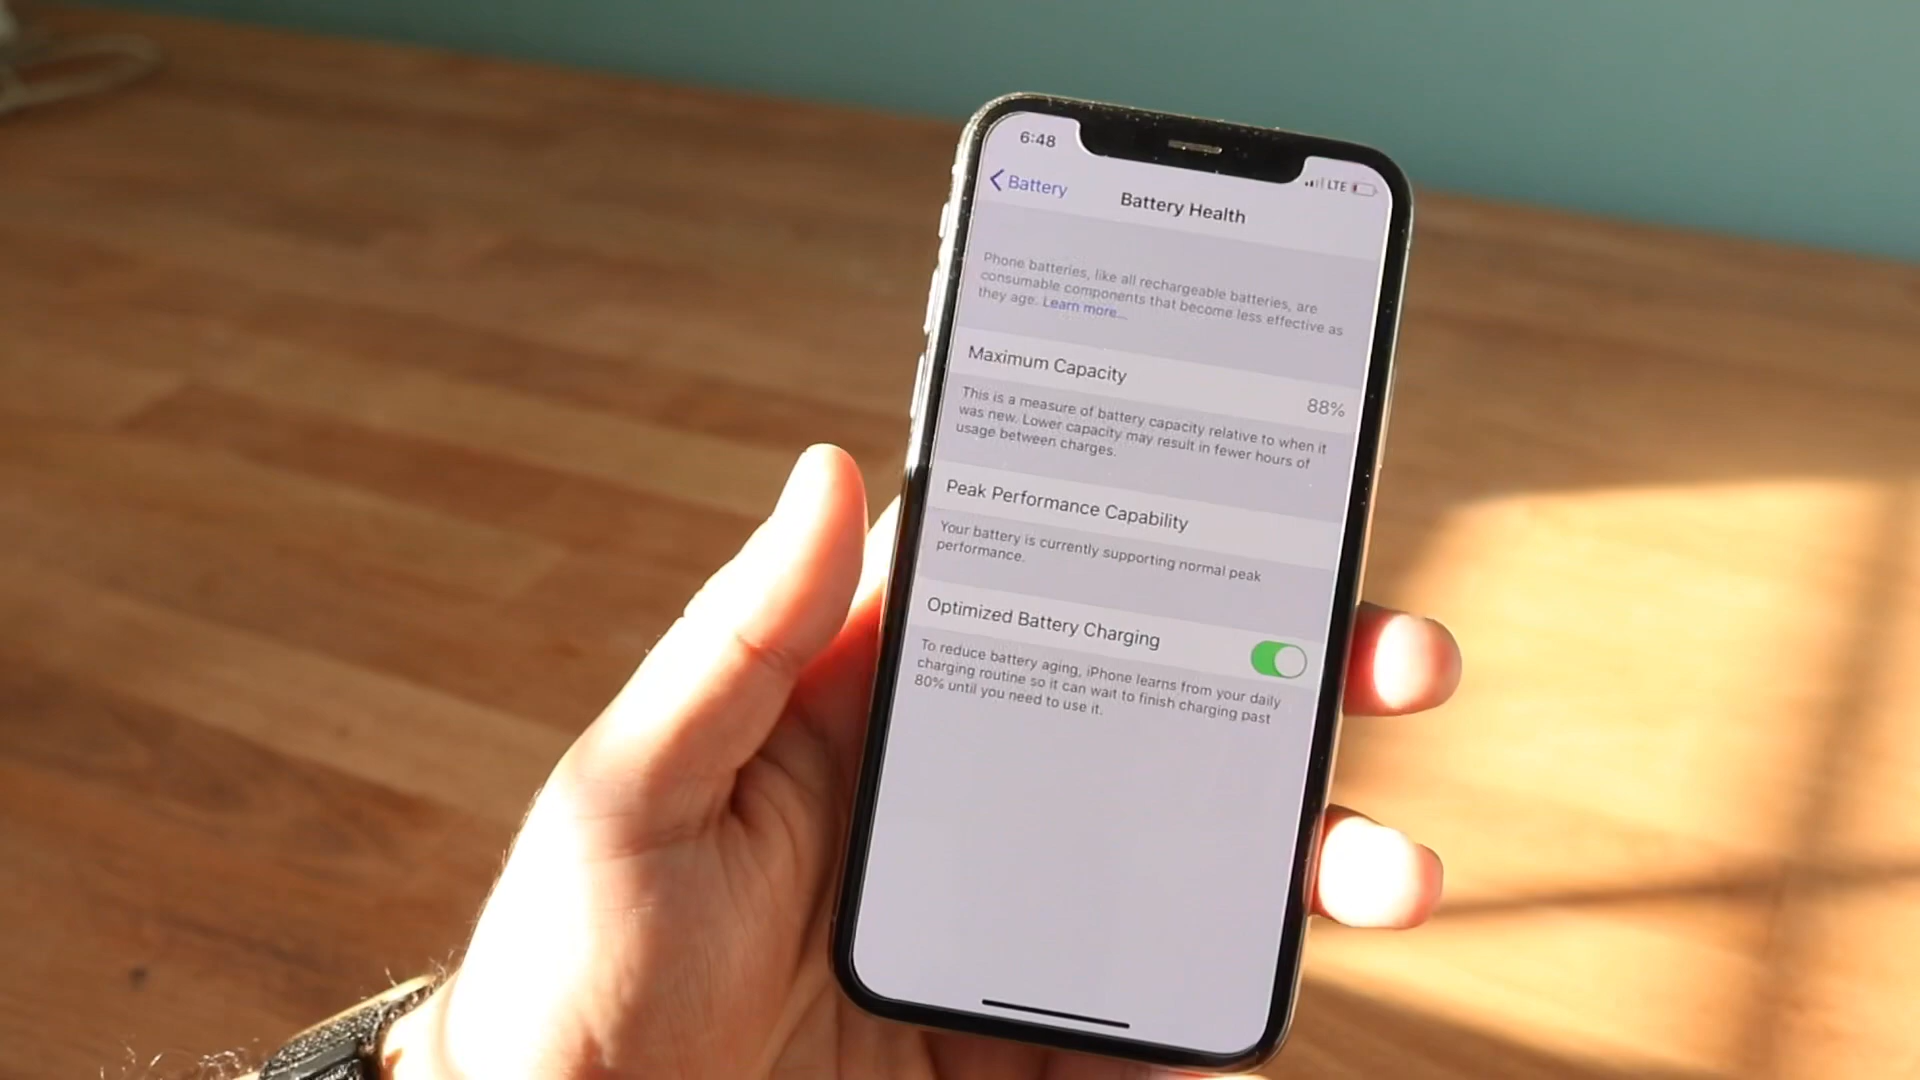 6:48
LTE
Battery
Battery Health
Phone batteries, like all rechargeable batteries, are
consumable components that become less effective as
they age. Learn more...
Maximum Capacity
88%
This is a measure of battery capacity relative to when it
was new. Lower capacity may result in fewer hours of
usage between charges.
Peak Performance Capability
Your battery is currently supporting normal peak
performance.
Optimized Battery Charging
To reduce battery aging, iPhone learns from your daily
charging routine so it can wait to finish charging past
80% until you need to use it.